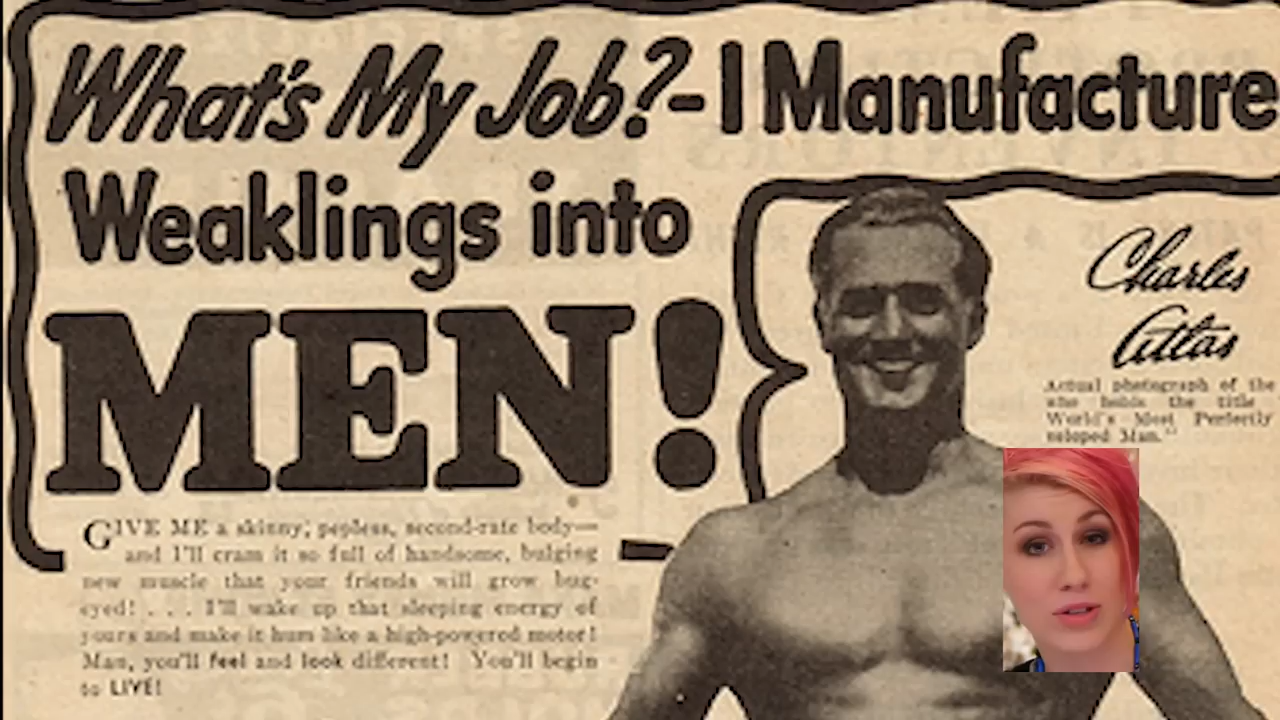 What's My Job? - I Manufacture
Weaklings into
MEN!
Charles
Atlas
Actual photograph of the
who holds the title
World's Most Perfectly
veloped Man."
GIVE ME a skinny, pepless, second-rate body—
and I'll cram it so full of handsome, bulging
new muscle that your friends will grow bug-
eyed! . . . I'll wake up that sleeping energy of
yours and make it hum like a high-powered motor!
Man, you'll feel and look different! You'll begin
to LIVE!